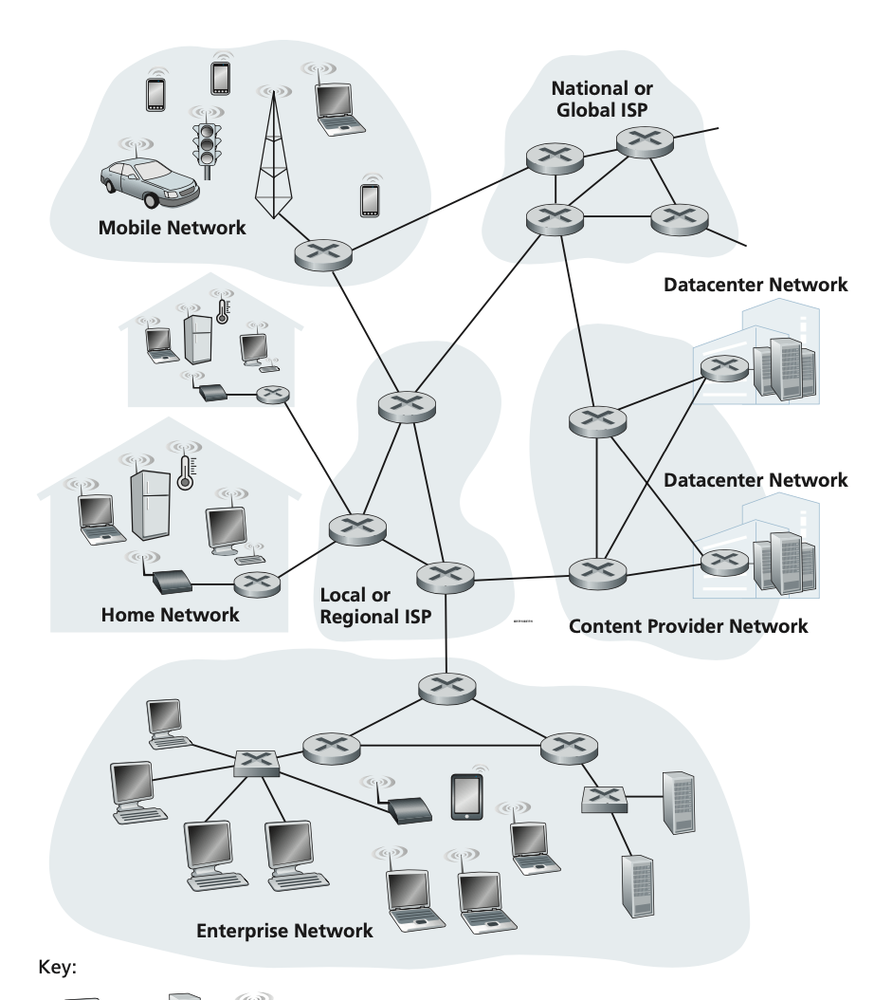 National or
Global ISP
Mobile Network
Datacenter Network
Datacenter Network
Home Network
Local or
Regional ISP
Content Provider Network
Enterprise Network
Key: